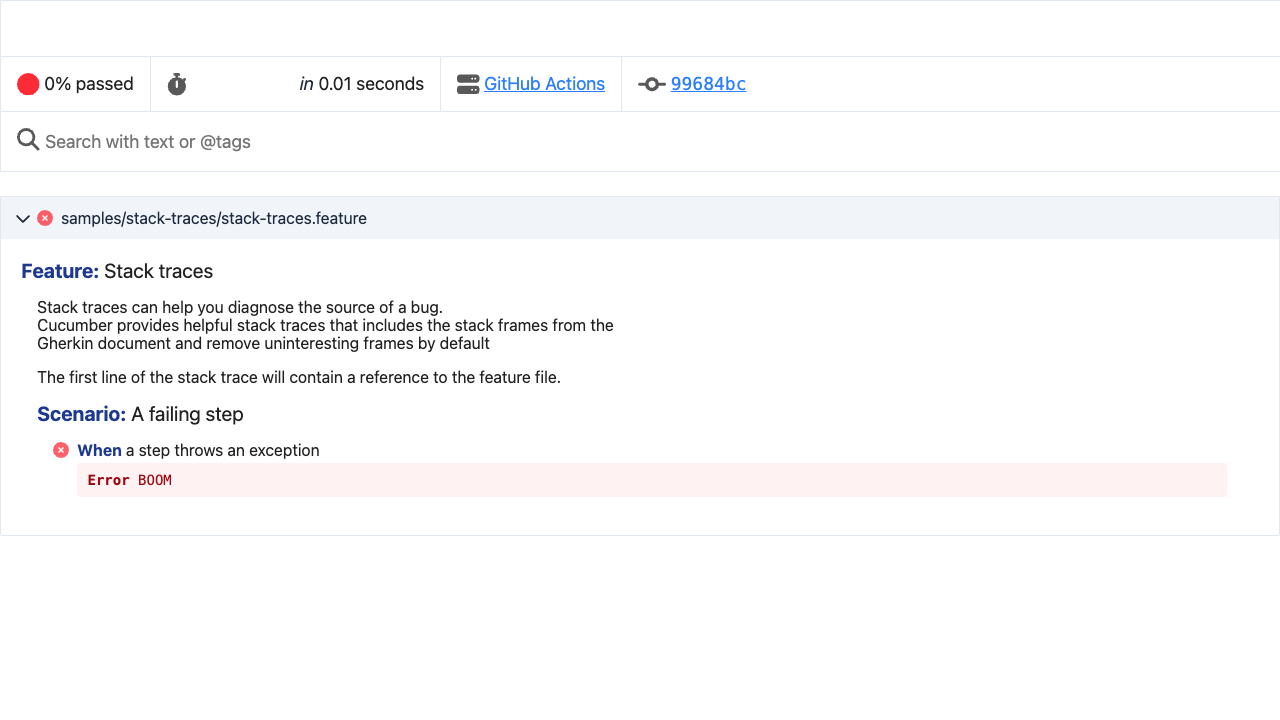 0% passed
in 0.01 seconds
GitHub Actions
99684bc
Search with text or @tags
samples/stack-traces/stack-traces.feature
Feature: Stack traces
Stack traces can help you diagnose the source of a bug.
Cucumber provides helpful stack traces that includes the stack frames from the
Gherkin document and remove uninteresting frames by default
The first line of the stack trace will contain a reference to the feature file.
Scenario: A failing step
When a step throws an exception
Error BOOM